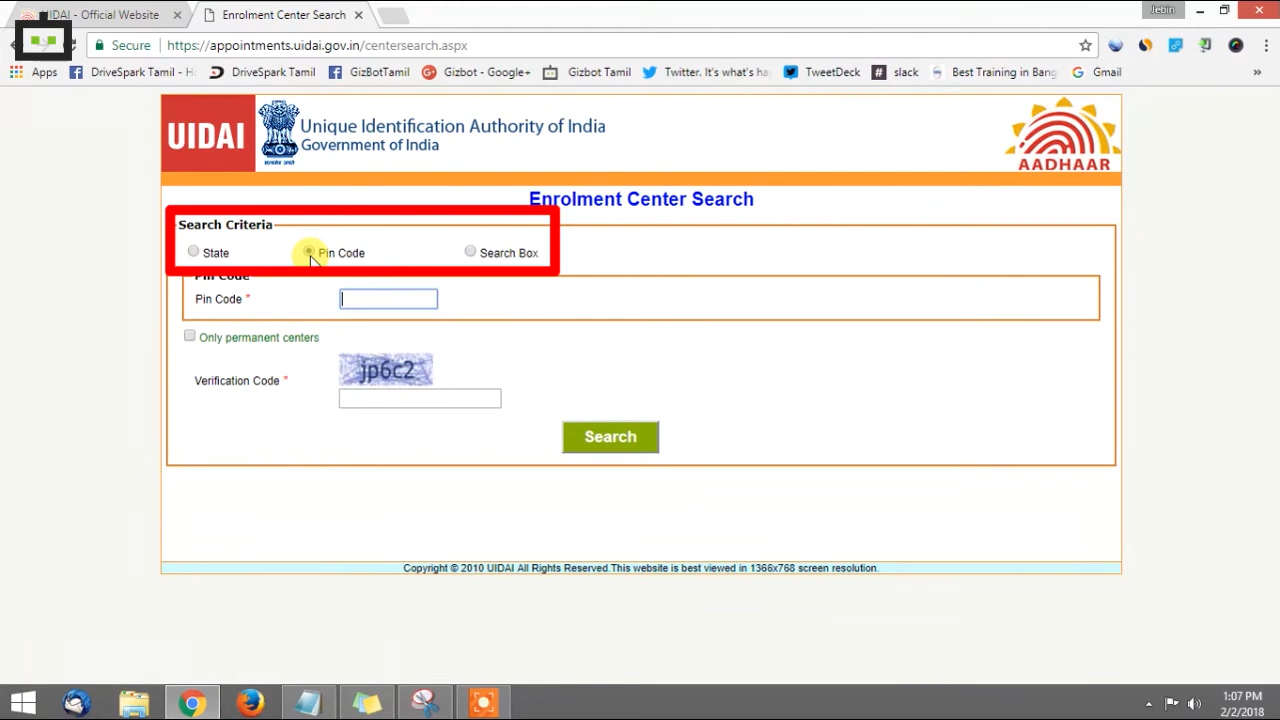 UIDAI - Official Website
Enrolment Center Search
Jebin
Secure
https://appointments.uidai.gov.in/centersearch.aspx
Apps
DriveSpark Tamil - H
DriveSpark Tamil
GizBotTamil
Gizbot - Google+
Gizbot Tamil
Twitter. It's what's ha
TweetDeck
slack
Best Training in Bang
Gmail
UIDAI
Unique Identification Authority of India
Government of India
AADHAAR
Enrolment Center Search
Search Criteria
State
Pin Code
Search Box
Pin Code
Pin Code *
Only permanent centers
jp6c2
Verification Code *
Search
Copyright © 2010 UIDAI All Rights Reserved.This website is best viewed in 1366x768 screen resolution.
1:07 PM
2/2/2018